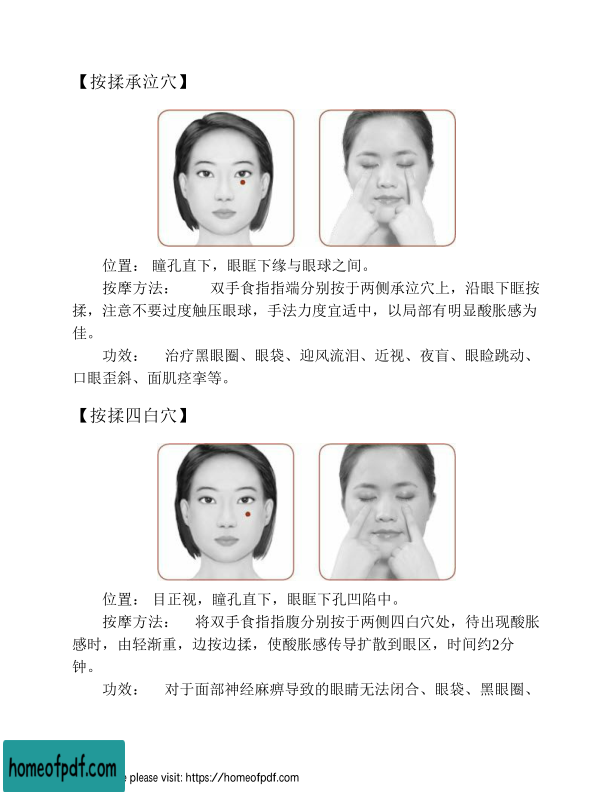 【按揉承泣穴】
位置： 瞳孔直下，眼眶下缘与眼球之间。
按摩方法： 双手食指指端分别按于两侧承泣穴上，沿眼下眶按
揉，注意不要过度触压眼球，手法力度宜适中，以局部有明显酸胀感为
佳。
功效： 治疗黑眼圈、眼袋、迎风流泪、近视、夜盲、眼睑跳动、
口眼歪斜、面肌痉挛等。
【按揉四白穴】
位置： 目正视，瞳孔直下，眼眶下孔凹陷中。
按摩方法： 将双手食指指腹分别按于两侧四白穴处，待出现酸胀
感时，由轻渐重，边按边揉，使酸胀感传导扩散到眼区，时间约2分
钟。
功效： 对于面部神经麻痹导致的眼睛无法闭合、眼袋、黑眼圈、
homeofpdf.com
please visit: https://homeofpdf.com